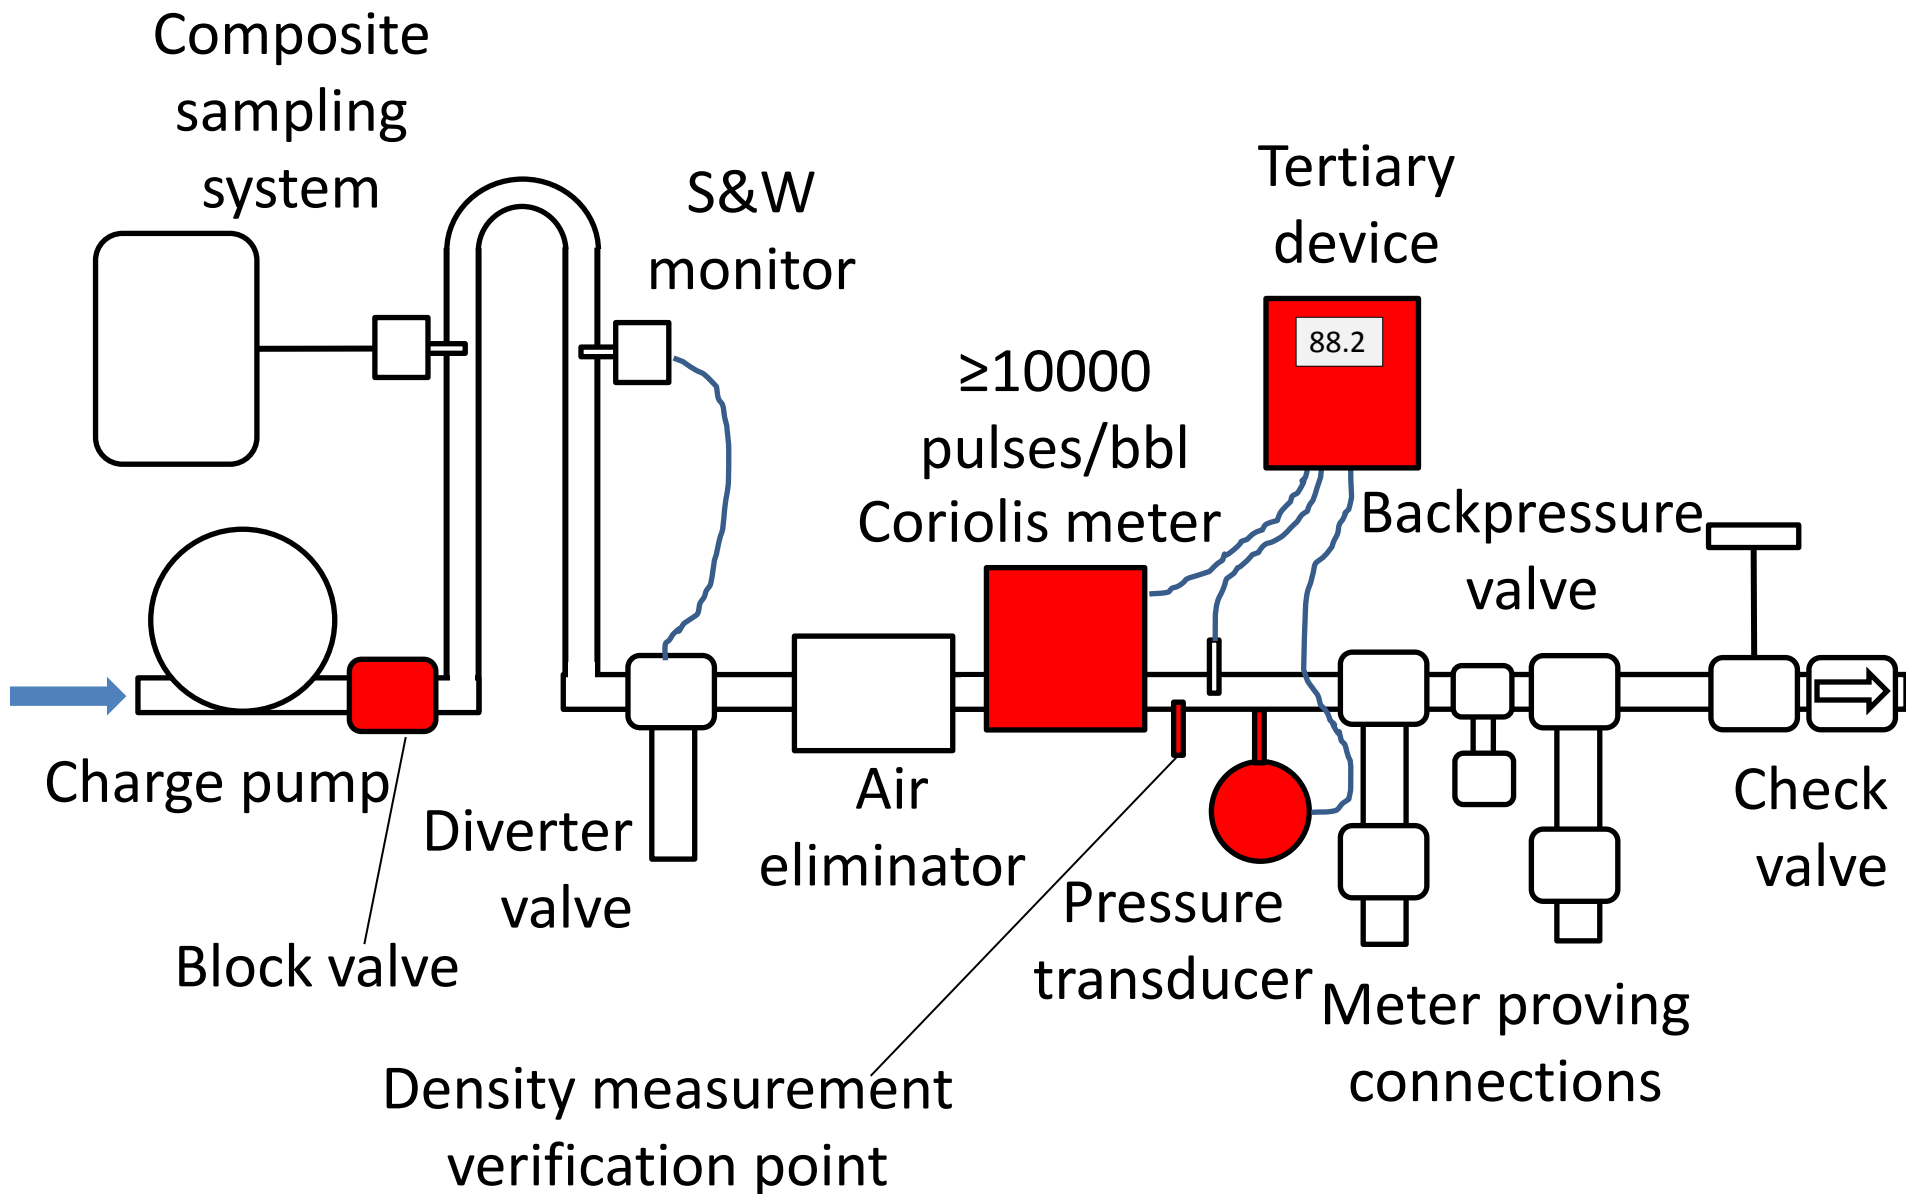 Composite
sampling
system
S&W
monitor
Tertiary
device
88.2
≥10000
pulses/bbl
Coriolis meter
Backpressure
valve
Charge pump
Block valve
Diverter
valve
Air
eliminator
Density measurement
verification point
Pressure
transducer
Meter proving
connections
Check
valve